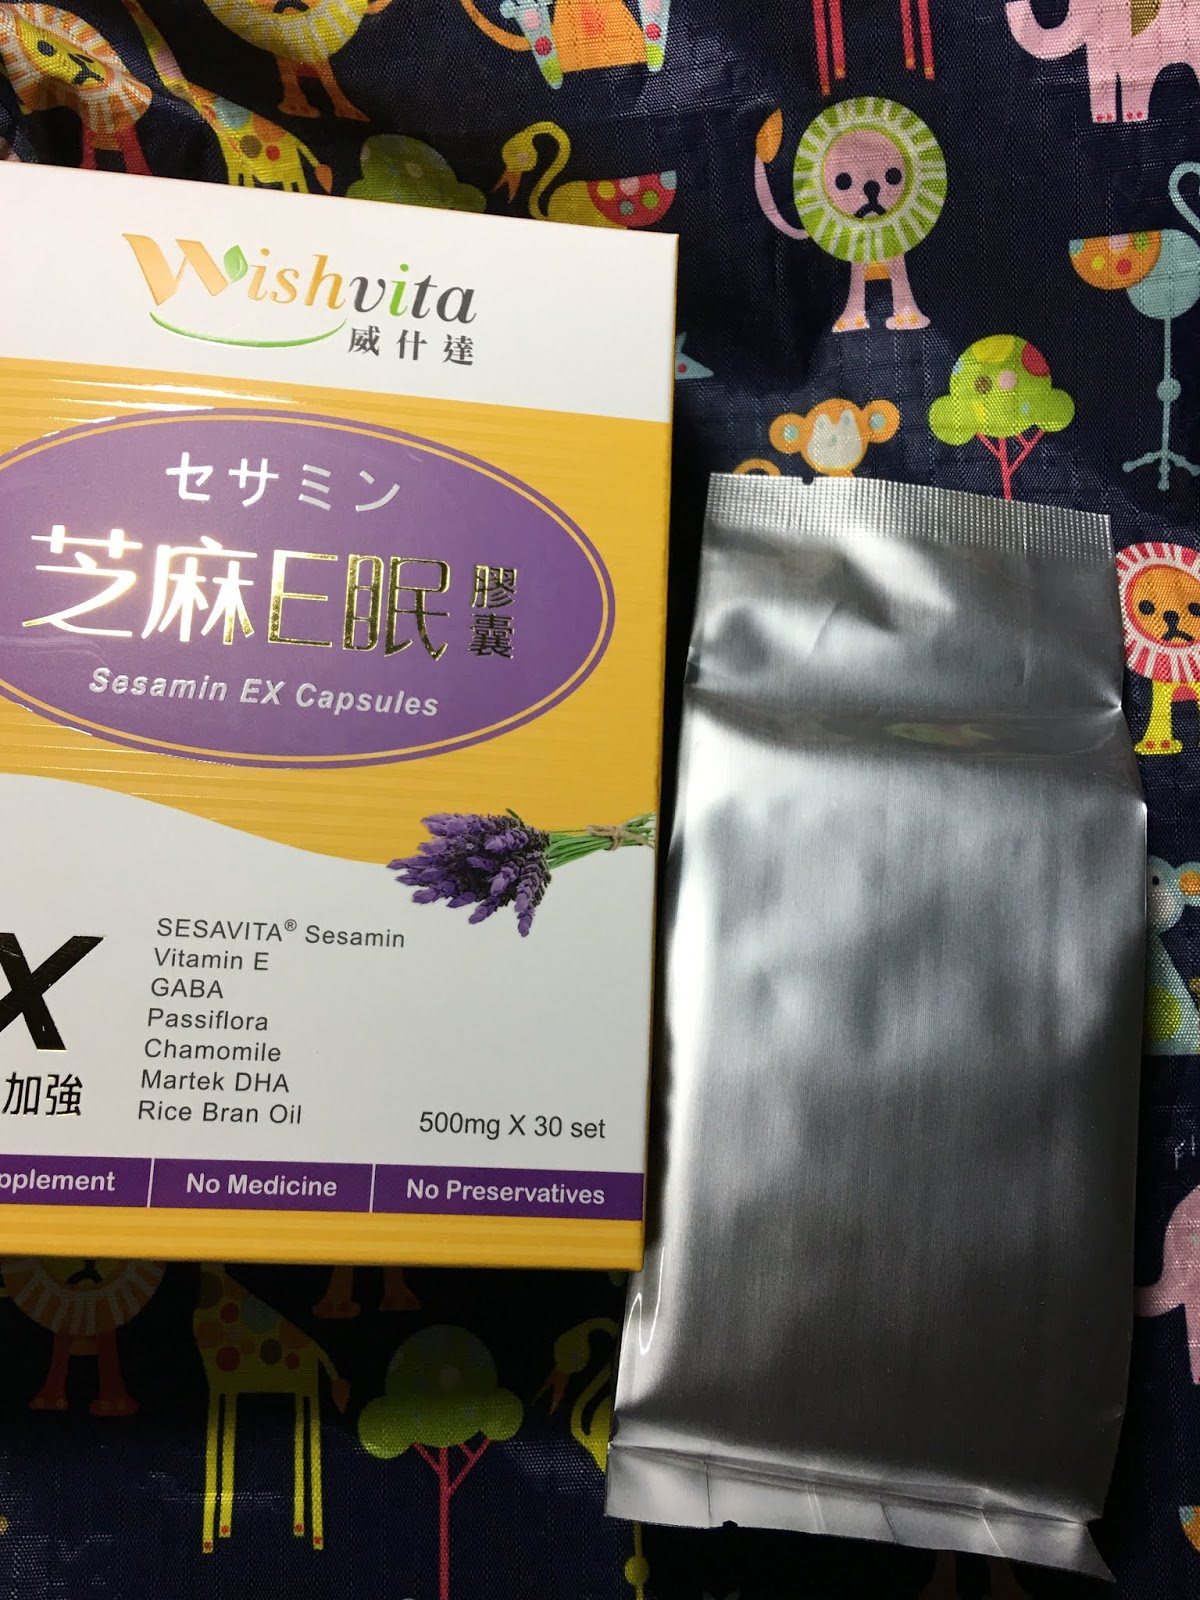 Wishvita
威什達
セサミン
芝麻E眠膠囊
Sesamin EX Capsules
SESAVITA® Sesamin
Vitamin E
GABA
Passiflora
Chamomile
Martek DHA
Rice Bran Oil
X
加強
500mg X 30 set
pplement
No Medicine
No Preservatives